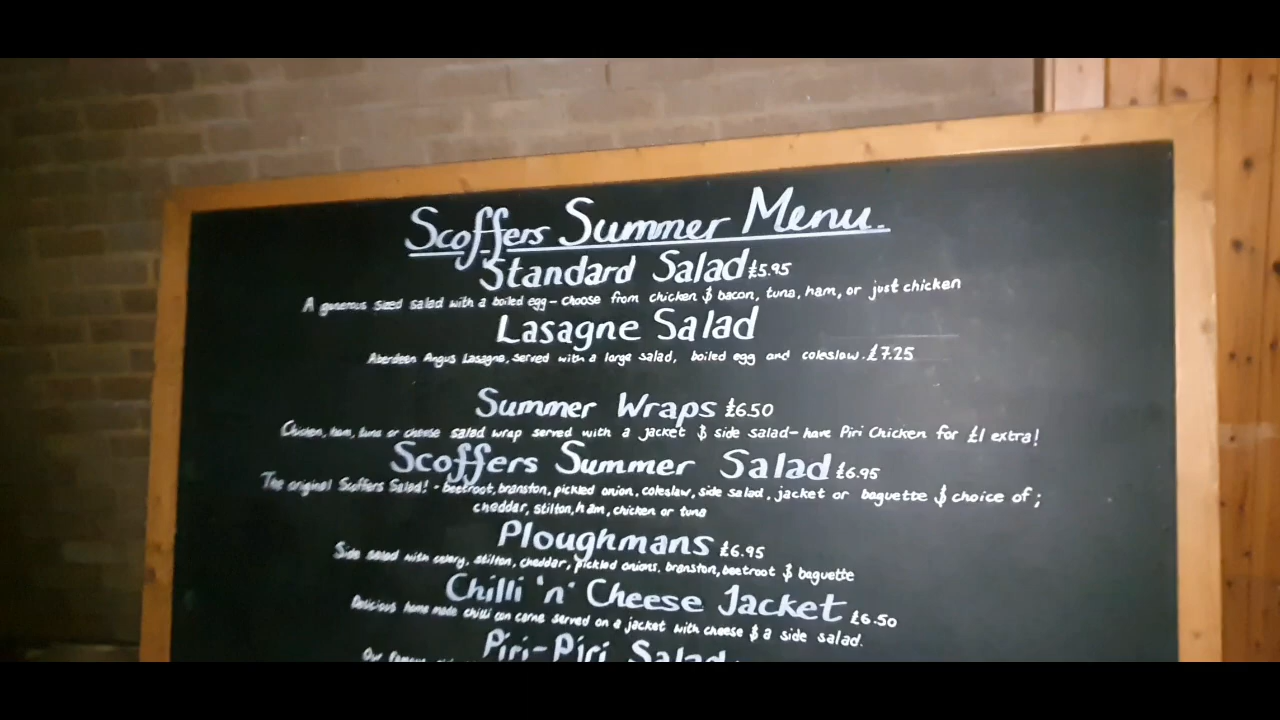 Scoffers Summer Menu.
Standard Salad £5.95
A generous sized salad with a boiled egg - choose from chicken & bacon, tuna, ham, or just chicken
Lasagne Salad
Aberdeen Angus Lasagne, served with a large salad, boiled egg and coleslow. £7.25
Summer Wraps £6.50
Chicken, ham, tuna or cheese salad wrap served with a jacket & side salad - have Piri Chicken for £1 extra!
Scoffers Summer Salad £6.95
The original Scoffers Salad! - beetroot, branston, pickled onion, coleslaw, side salad, jacket or baguette & choice of;
cheddar, stilton, ham, chicken or tuna
Ploughmans £6.95
Side salad with celery, stilton, cheddar, pickled onions, branston, beetroot & baguette
Chilli 'n' Cheese Jacket £6.50
Delicious home made chilli con carne served on a jacket with cheese & a side salad.
Piri-Piri Salad
Our